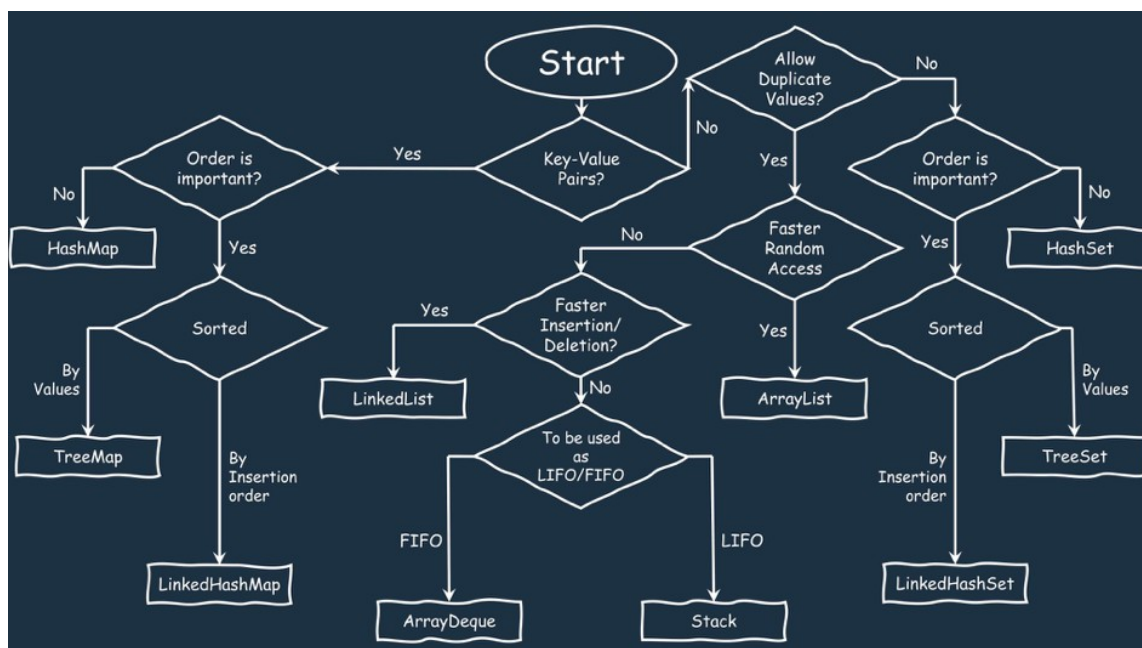 Start
Key-Value
Pairs?
Yes
No
Order is
important?
No
HashMap
Yes
Sorted
By
Values
TreeMap
By
Insertion
order
LinkedHashMap
Allow
Duplicate
Values?
Yes
No
Faster
Random
Access
No
Yes
ArrayList
Faster
Insertion/
Deletion?
Yes
LinkedList
No
To be used
as
LIFO/FIFO
FIFO
ArrayDeque
LIFO
Stack
Order is
important?
No
HashSet
Yes
Sorted
By
Values
TreeSet
By
Insertion
order
LinkedHashSet